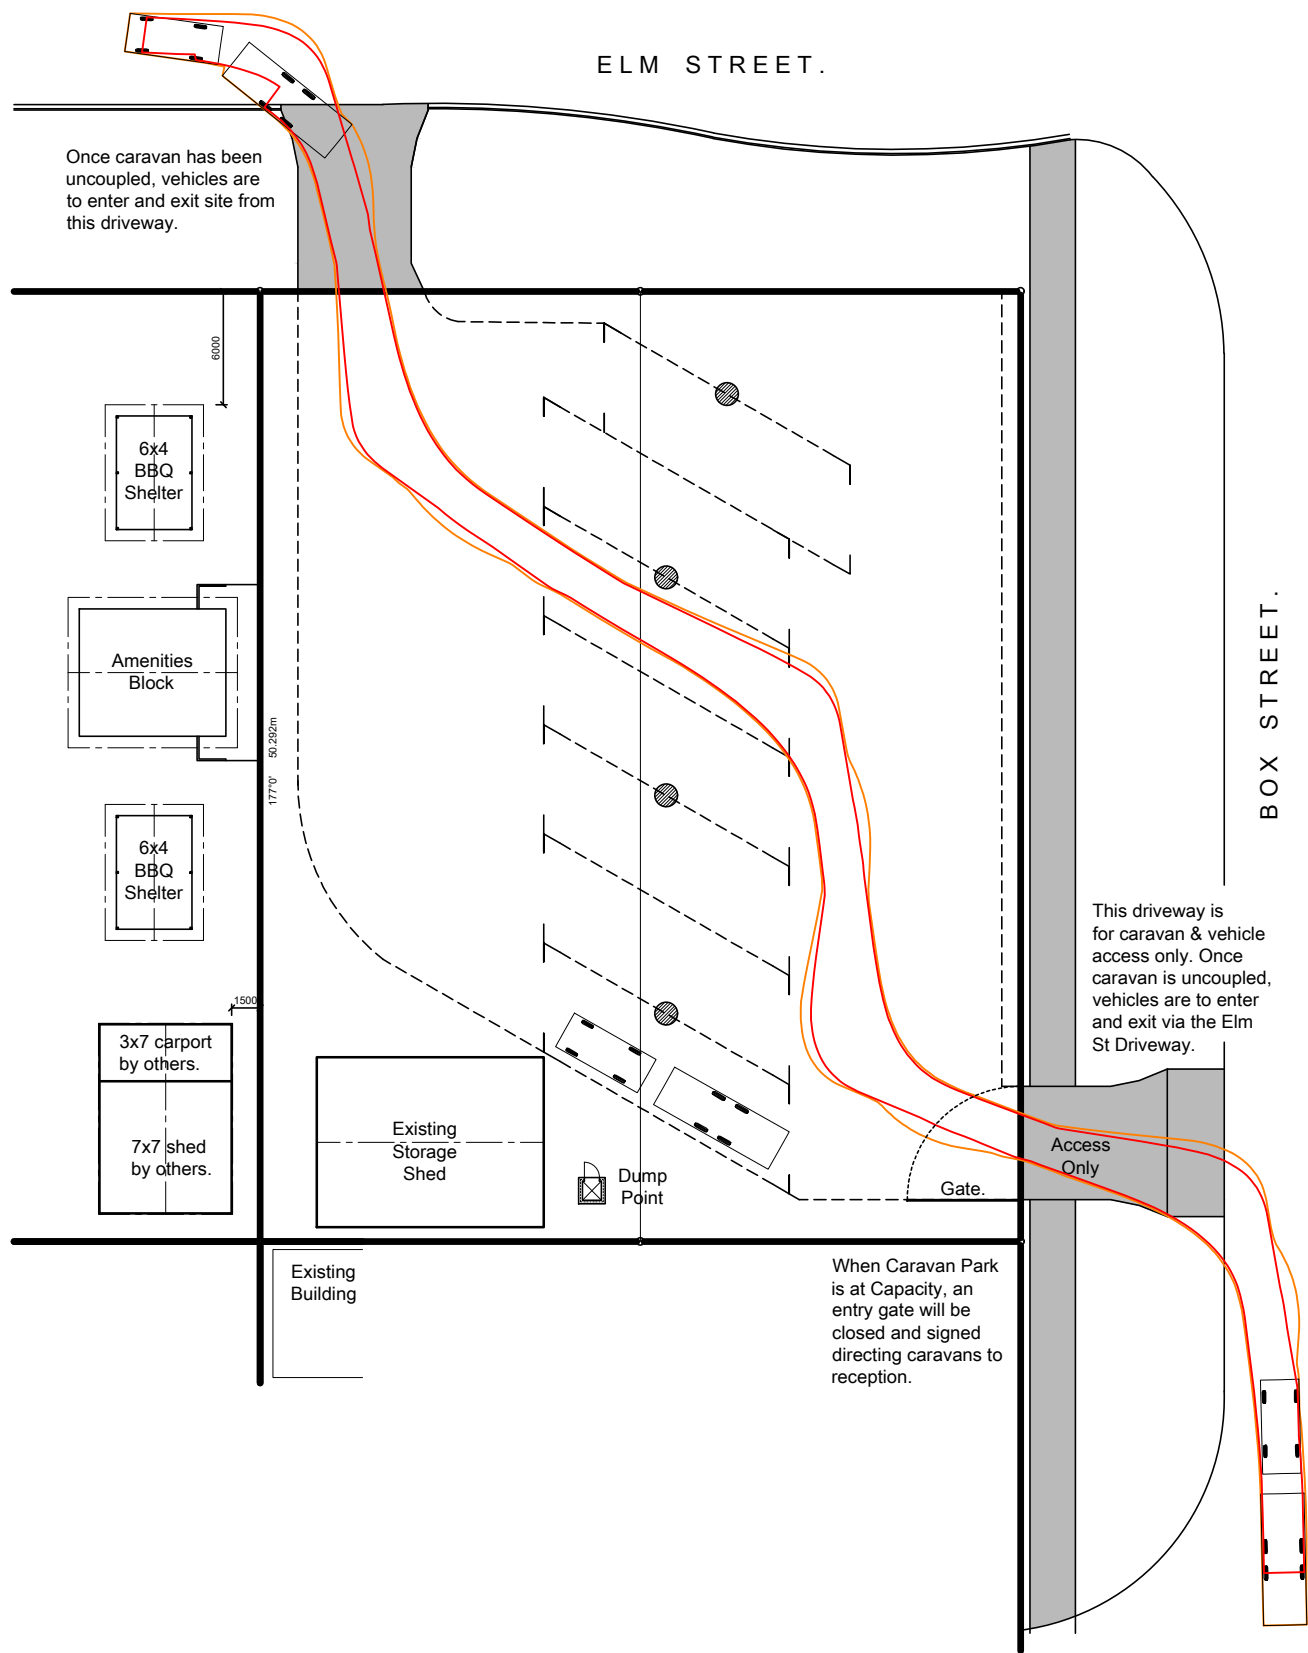 ELM STREET.
Once caravan has been
uncoupled, vehicles are
to enter and exit site from
this driveway.
6000
6x4
BBQ
Shelter
Amenities
Block
177°0' 50.292m
6x4
BBQ
Shelter
BOX STREET.
This driveway is
for caravan & vehicle
access only. Once
caravan is uncoupled,
vehicles are to enter
and exit via the Elm
St Driveway.
1500
3x7 carport
by others.
7x7 shed
by others.
Existing
Storage
Shed
Dump
Point
Access
Only
Gate.
Existing
Building
When Caravan Park
is at Capacity, an
entry gate will be
closed and signed
directing caravans to
reception.